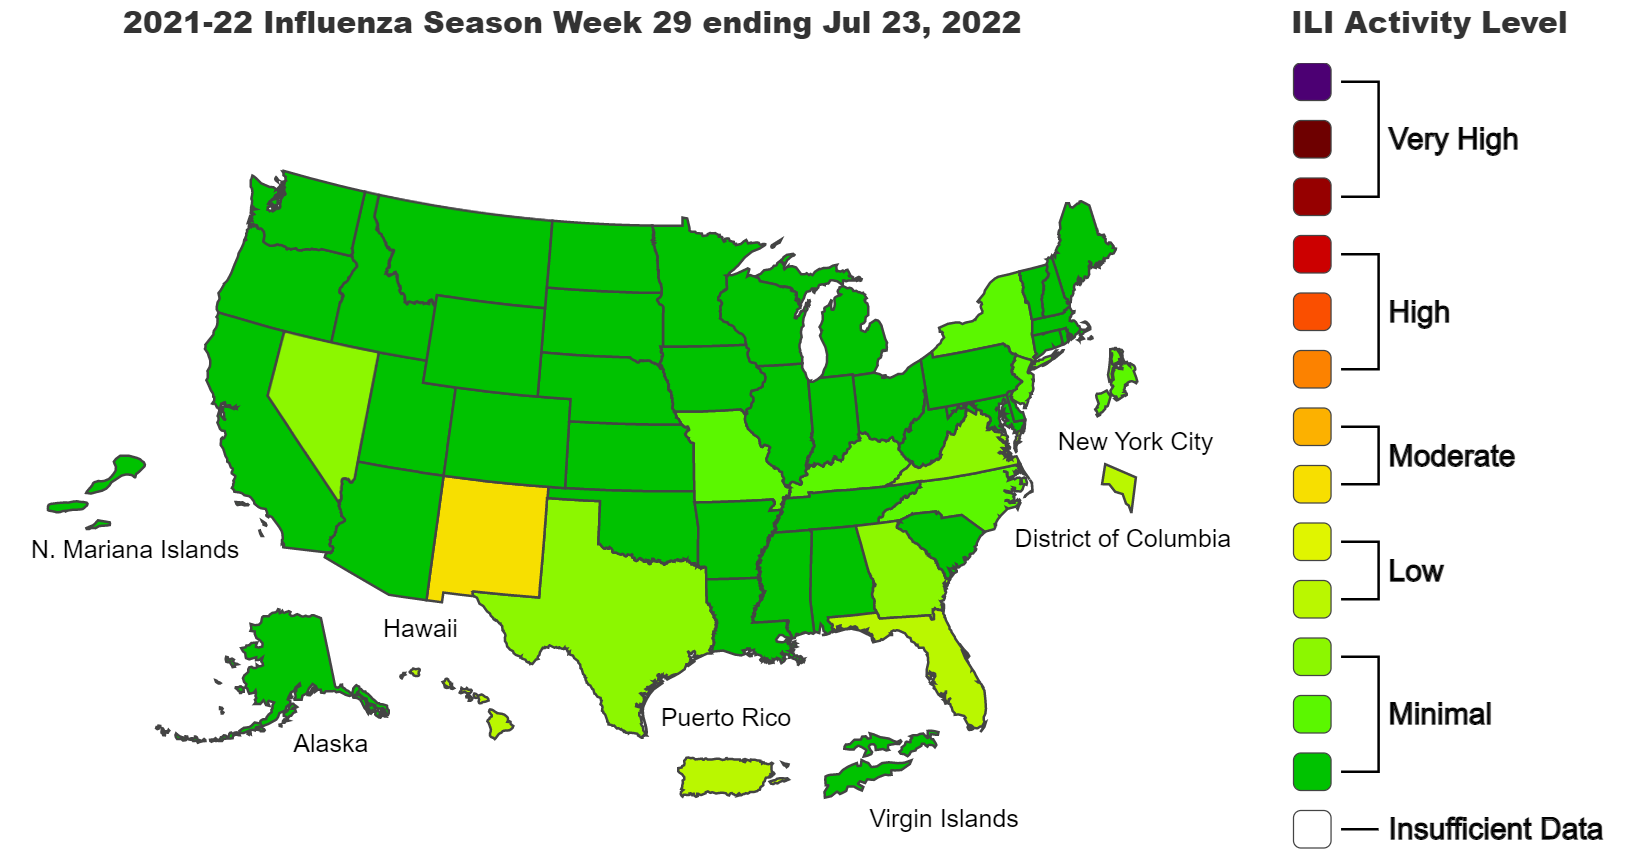 2021-22 Influenza Season Week 29 ending Jul 23, 2022
ILI Activity Level
Very High
High
Moderate
Low
Minimal
Insufficient Data
New York City
District of Columbia
N. Mariana Islands
Hawaii
Alaska
Puerto Rico
Virgin Islands